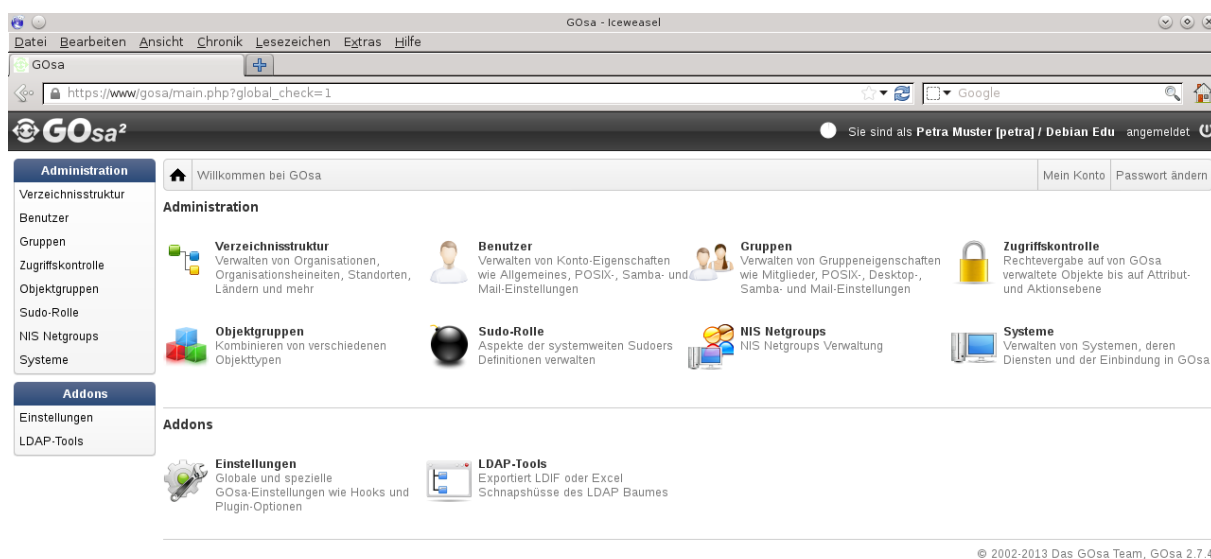 GOsa - Iceweasel
Datei Bearbeiten Ansicht Chronik Lesezeichen Extras Hilfe
GOsa
https://www/gosa/main.php?global_check=1
Google
GOsa²
Sie sind als Petra Muster [petra] / Debian Edu angemeldet
Administration
Verzeichnisstruktur
Benutzer
Gruppen
Zugriffskontrolle
Objektgruppen
Sudo-Rolle
NIS Netgroups
Systeme
Addons
Einstellungen
LDAP-Tools
Willkommen bei GOsa
Mein Konto
Passwort ändern
Administration
Verzeichnisstruktur
Verwalten von Organisationen,
Organisationsheineiten, Standorten,
Ländern und mehr
Benutzer
Verwalten von Konto-Eigenschaften
wie Allgemeines, POSIX-, Samba- und
Mail-Einstellungen
Gruppen
Verwalten von Gruppeneigenschaften
wie Mitglieder, POSIX-, Desktop-,
Samba- und Mail-Einstellungen
Zugriffskontrolle
Rechtevergabe auf von GOsa
verwaltete Objekte bis auf Attribut-
und Aktionsebene
Objektgruppen
Kombinieren von verschiedenen
Objekttypen
Sudo-Rolle
Aspekte der systemweiten Sudoers
Definitionen verwalten
NIS Netgroups
NIS Netgroups Verwaltung
Systeme
Verwalten von Systemen, deren
Diensten und der Einbindung in GOsa
Addons
Einstellungen
Globale und spezielle
GOsa-Einstellungen wie Hooks und
Plugin-Optionen
LDAP-Tools
Exportiert LDIF oder Excel
Schnapshüsse des LDAP Baumes
© 2002-2013 Das GOsa Team, GOsa 2.7.4